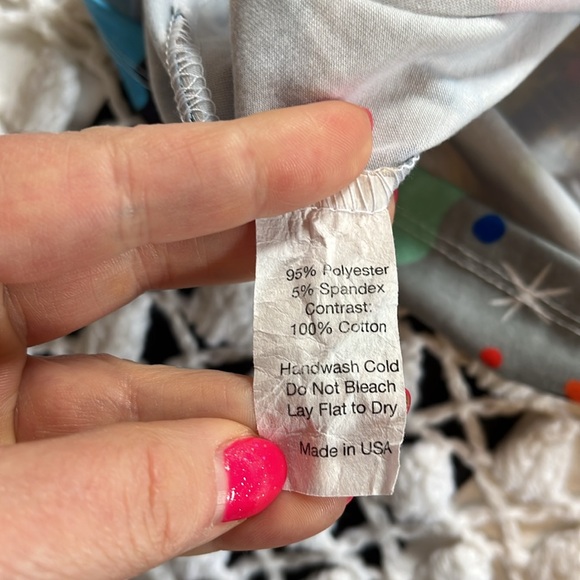 95% Polyester
5% Spandex
Contrast:
100% Cotton
Handwash Cold
Do Not Bleach
Lay Flat to Dry
Made in USA